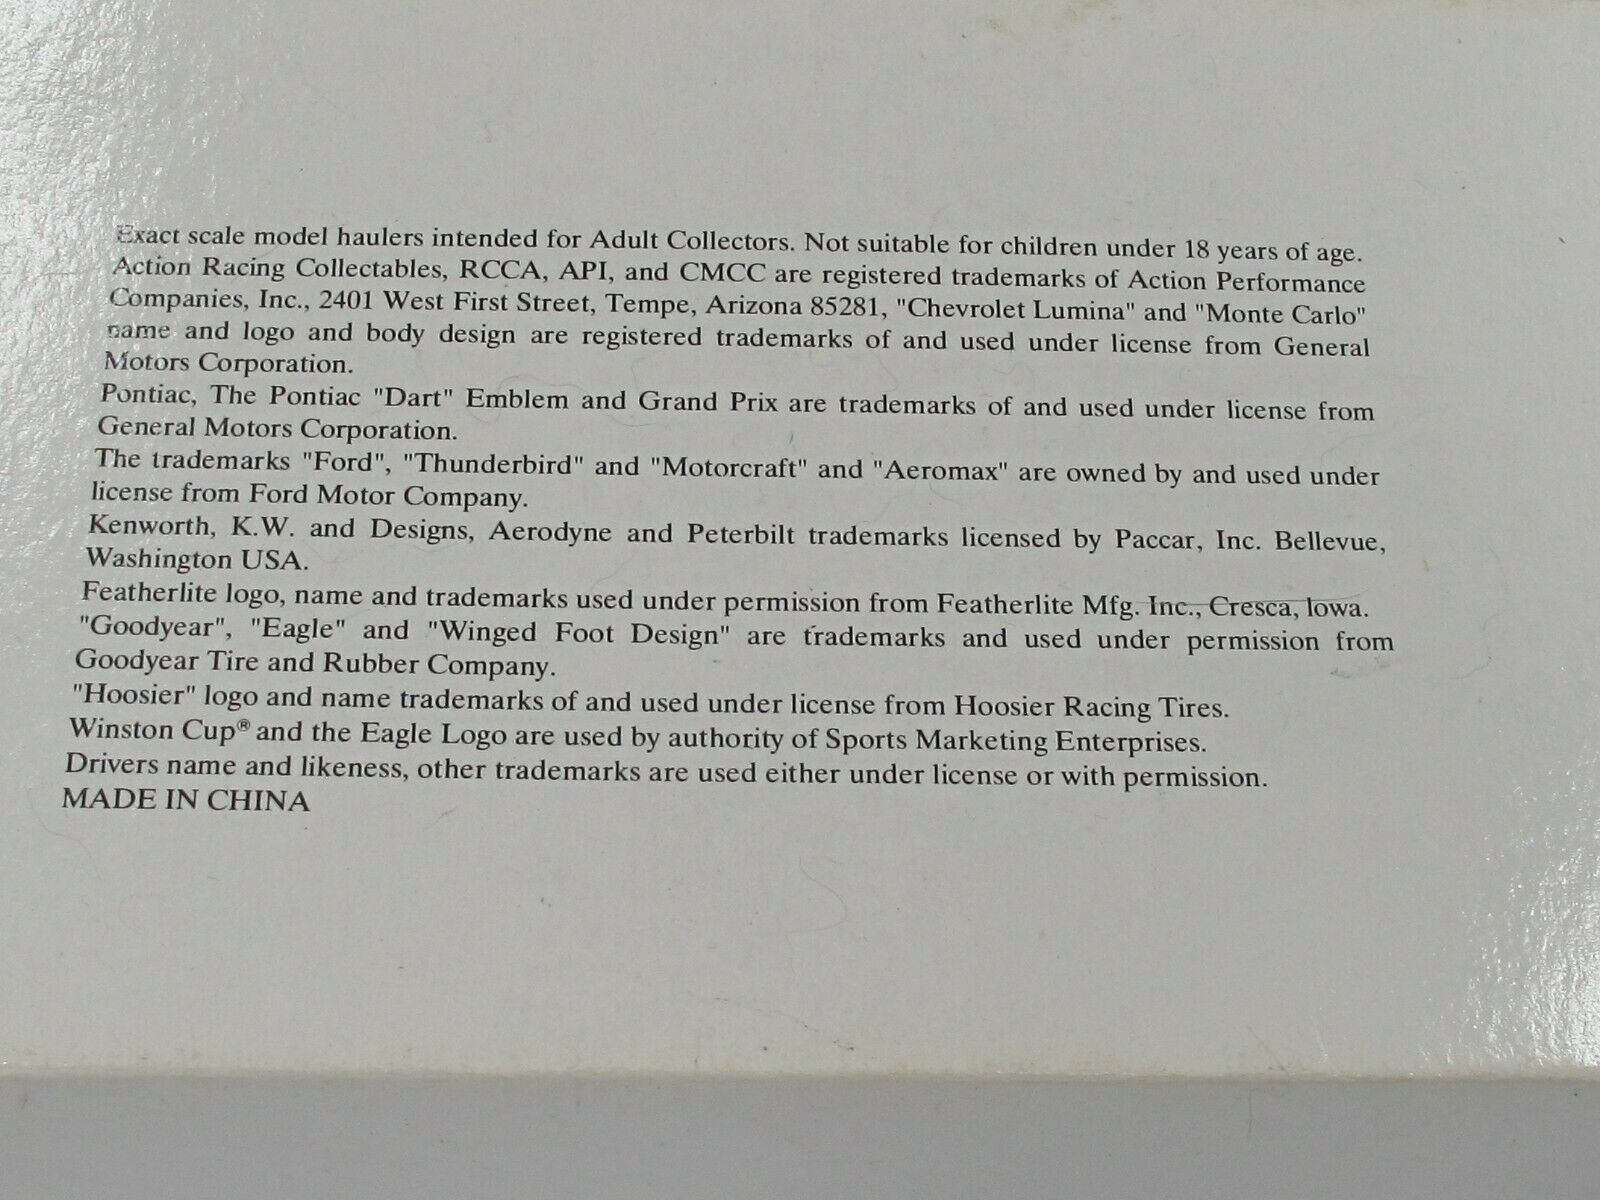 Exact scale model haulers intended for Adult Collectors. Not suitable for children under 18 years of age.
Action Racing Collectables, RCCA, API, and CMCC are registered trademarks of Action Performance
Companies, Inc., 2401 West First Street, Tempe, Arizona 85281, "Chevrolet Lumina" and "Monte Carlo"
name and logo and body design are registered trademarks of and used under license from General
Motors Corporation.
Pontiac, The Pontiac "Dart" Emblem and Grand Prix are trademarks of and used under license from
General Motors Corporation.
The trademarks "Ford", "Thunderbird" and "Motorcraft" and "Aeromax" are owned by and used under
license from Ford Motor Company.
Kenworth, K.W. and Designs, Aerodyne and Peterbilt trademarks licensed by Paccar, Inc. Bellevue,
Washington USA.
Featherlite logo, name and trademarks used under permission from Featherlite Mfg. Inc., Cresca, Iowa.
"Goodyear", "Eagle" and "Winged Foot Design" are trademarks and used under permission from
Goodyear Tire and Rubber Company.
"Hoosier" logo and name trademarks of and used under license from Hoosier Racing Tires.
Winston Cup® and the Eagle Logo are used by authority of Sports Marketing Enterprises.
Drivers name and likeness, other trademarks are used either under license or with permission.
MADE IN CHINA